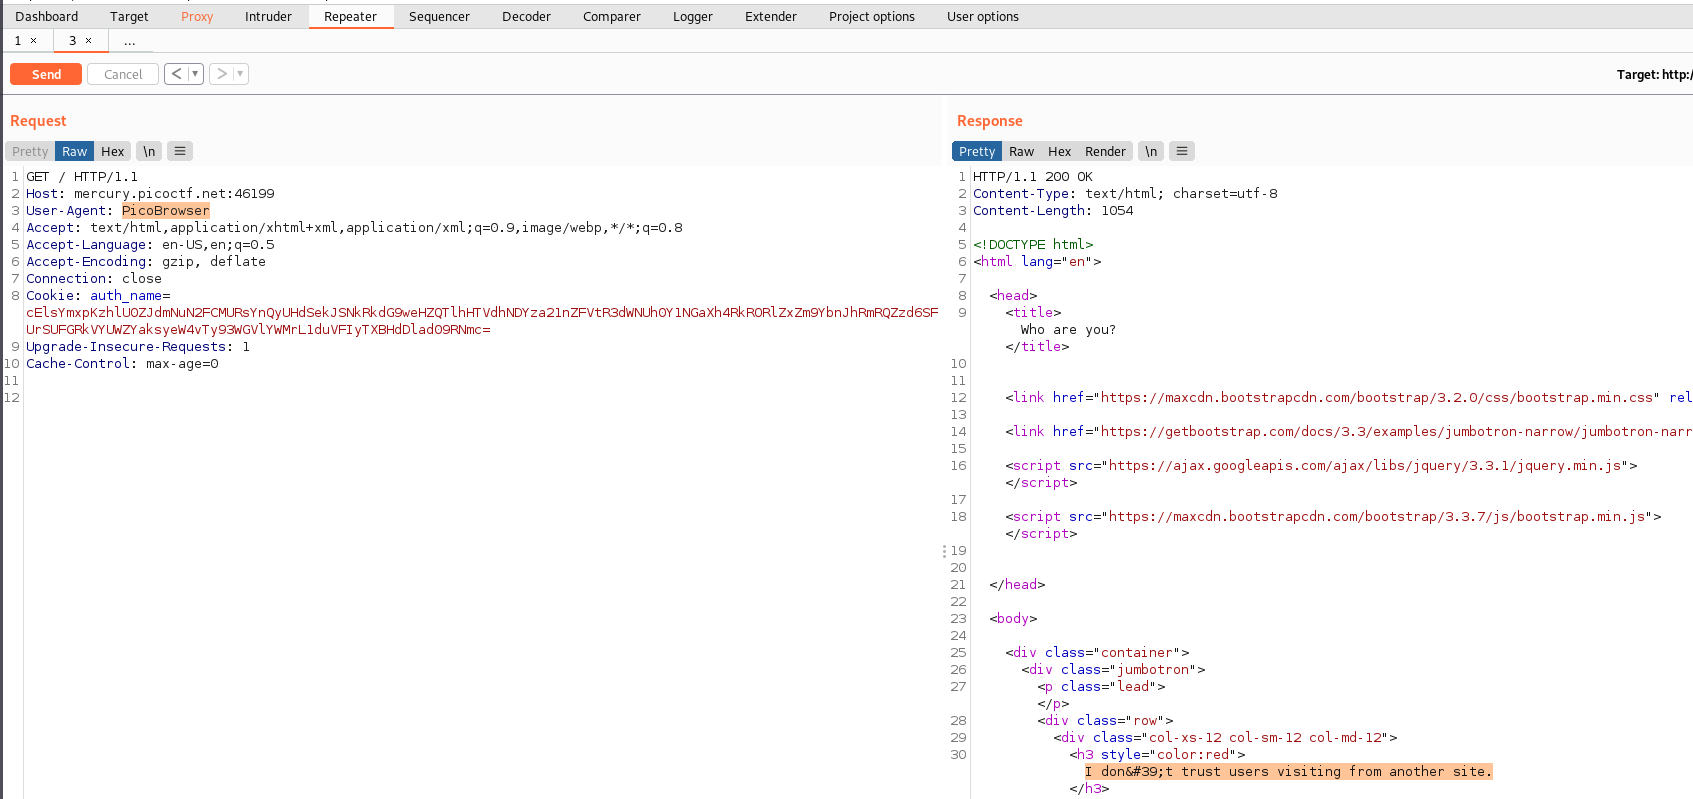 Dashboard Target Proxy Intruder Repeater Sequencer Decoder Comparer Logger Extender Project options User options
1 × 3 × ...
Send Cancel < ▾ > ▾ Target: http:/
Request
Pretty Raw Hex \n ≡
1 GET / HTTP/1.1
2 Host: mercury.picoctf.net:46199
3 User-Agent: PicoBrowser
4 Accept: text/html,application/xhtml+xml,application/xml;q=0.9,image/webp,*/*;q=0.8
5 Accept-Language: en-US,en;q=0.5
6 Accept-Encoding: gzip, deflate
7 Connection: close
8 Cookie: auth_name=
cElsYmxpKzhlU0ZJdmNuN2FCMURsYnQyUHdSekJSNkRkdG9weHZQTlhHTVdhNDYza21nZFVtR3dWNUh0Y1NGaXh4RkRORlZxZm9YbnJhRmRQZzd6SF
UrSUFGRkVYUWZYaksyeW4vTy93WGVlYWMrL1duVFIyTXBHdDlad09RNmc=
9 Upgrade-Insecure-Requests: 1
10 Cache-Control: max-age=0
11
12
Response
Pretty Raw Hex Render \n ≡
1 HTTP/1.1 200 OK
2 Content-Type: text/html; charset=utf-8
3 Content-Length: 1054
4
5 <!DOCTYPE html>
6 <html lang="en">
7
8 <head>
9 <title>
Who are you?
</title>
10
11
12 <link href="https://maxcdn.bootstrapcdn.com/bootstrap/3.2.0/css/bootstrap.min.css" rel
13
14 <link href="https://getbootstrap.com/docs/3.3/examples/jumbotron-narrow/jumbotron-narr
15
16 <script src="https://ajax.googleapis.com/ajax/libs/jquery/3.3.1/jquery.min.js">
</script>
17
18 <script src="https://maxcdn.bootstrapcdn.com/bootstrap/3.3.7/js/bootstrap.min.js">
</script>
19
20
21 </head>
22
23 <body>
24
25 <div class="container">
26 <div class="jumbotron">
27 <p class="lead">
</p>
28 <div class="row">
29 <div class="col-xs-12 col-sm-12 col-md-12">
30 <h3 style="color:red">
I don&#39;t trust users visiting from another site.
</h3>